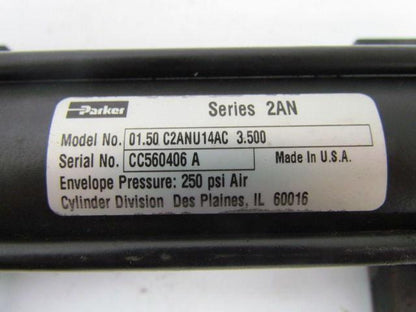 Parker Series 2AN
Model No. 01.50 C2ANU14AC 3.500
Serial No. CC560406 A Made In U.S.A.
Envelope Pressure: 250 psi Air
Cylinder Division Des Plaines, IL 60016